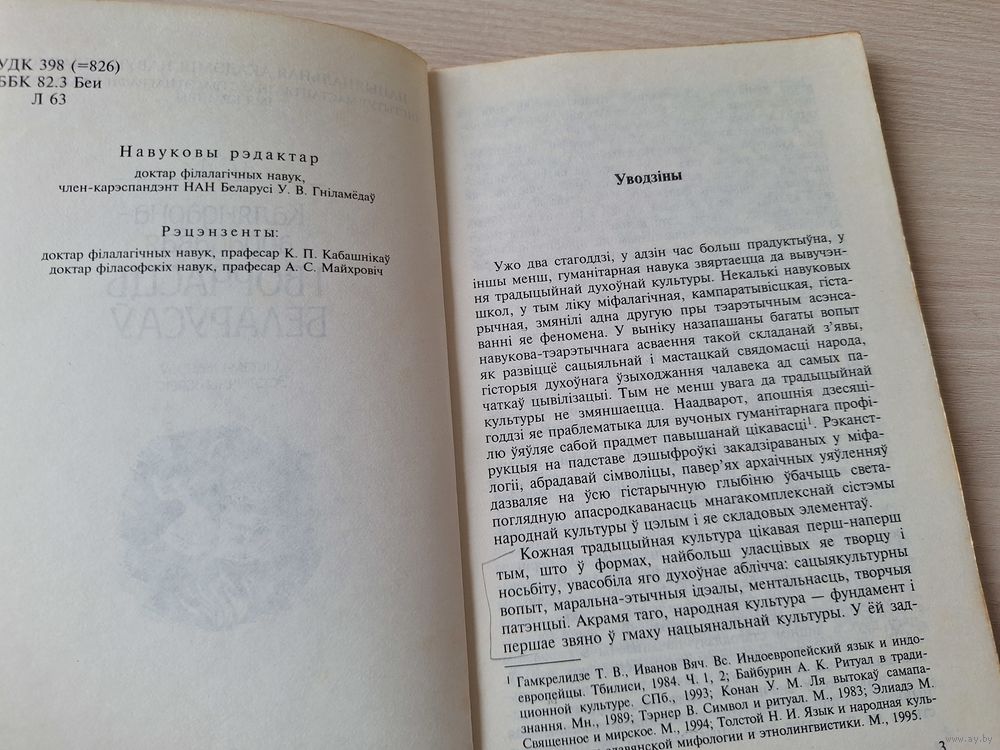 УДК 398 (=826)
ББК 82.3 Беи
Л 63
Навуковы рэдактар
доктар філалагічных навук,
член-карэспандэнт НАН Беларусі У. В. Гніламёдаў
Рэцэнзенты:
доктар філалагічных навук, прафесар К. П. Кабашнікаў
доктар філасофскіх навук, прафесар А. С. Майхровіч
Уводзіны
Ужо два стагоддзі, у адзін час больш прадуктыўна, у
іншы менш, гуманітарная навука звяртаецца да вывучэн-
ня традыцыйнай духоўнай культуры. Некалькі навуковых
школ, у тым ліку міфалагічная, кампаратывісцкая, гіста-
рычная, змянілі адна другую пры тэарэтычным асэнса-
ванні яе феномена. У выніку назапашаны багаты вопыт
навукова-тэарэтычнага асваення такой складанай з'явы,
як развіццё сацыяльнай і мастацкай свядомасці народа,
гісторыя духоўнага ўзыходжання чалавека ад самых па-
чаткаў цывілізацыі. Тым не менш увага да традыцыйнай
культуры не змяншаецца. Наадварот, апошнія дзесяці-
годдзі яе праблематыка для вучоных гуманітарнага профі-
лю ўяўляе сабой прадмет павышанай цікавасці¹. Рэканст-
рукцыя на падставе дэшыфроўкі закадзіраваных у міфа-
логіі, абрадавай сімволіцы, павер'ях архаічных уяўленняў
дазваляе на ўсю гістарычную глыбіню ўбачыць света-
поглядную апасродкаванасць мнагакомплекснай сістэмы
народнай культуры ў цэлым і яе складовых элементаў.
Кожная традыцыйная культура цікавая перш-наперш
тым, што ў формах, найбольш уласцівых яе творцу і
носьбіту, увасобіла яго духоўнае аблічча: сацыякультурны
вопыт, маральна-этычныя ідэалы, ментальнасць, творчыя
патэнцыі. Акрамя таго, народная культура — фундамент і
першае звяно ў гмаху нацыянальнай культуры. У ёй зад-
¹ Гамкрелидзе Т. В., Иванов Вяч. Вс. Индоевропейский язык и индо-
европейцы. Тбилиси, 1984. Ч. 1, 2; Байбурин А. К. Ритуал в тради-
ционной культуре. СПб., 1993; Конан У. М. Ля вытокаў самапа-
знання. Мн., 1989; Тэрнер В. Символ и ритуал. М., 1983; Элиадэ М.
Священное и мирское. М., 1994; Толстой Н. И. Язык и народная куль-
славянской мифологии и этнолингвистики. М., 1995.
3
www.ay.by